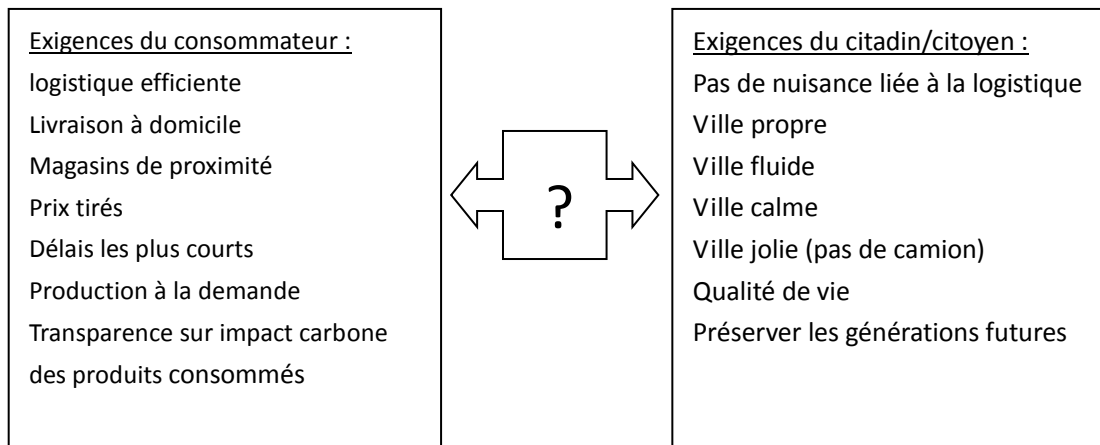 Exigences du consommateur :
logistique efficiente
Livraison à domicile
Magasins de proximité
Prix tirés
Délais les plus courts
Production à la demande
Transparence sur impact carbone
des produits consommés
?
Exigences du citadin/citoyen :
Pas de nuisance liée à la logistique
Ville propre
Ville fluide
Ville calme
Ville jolie (pas de camion)
Qualité de vie
Préserver les générations futures